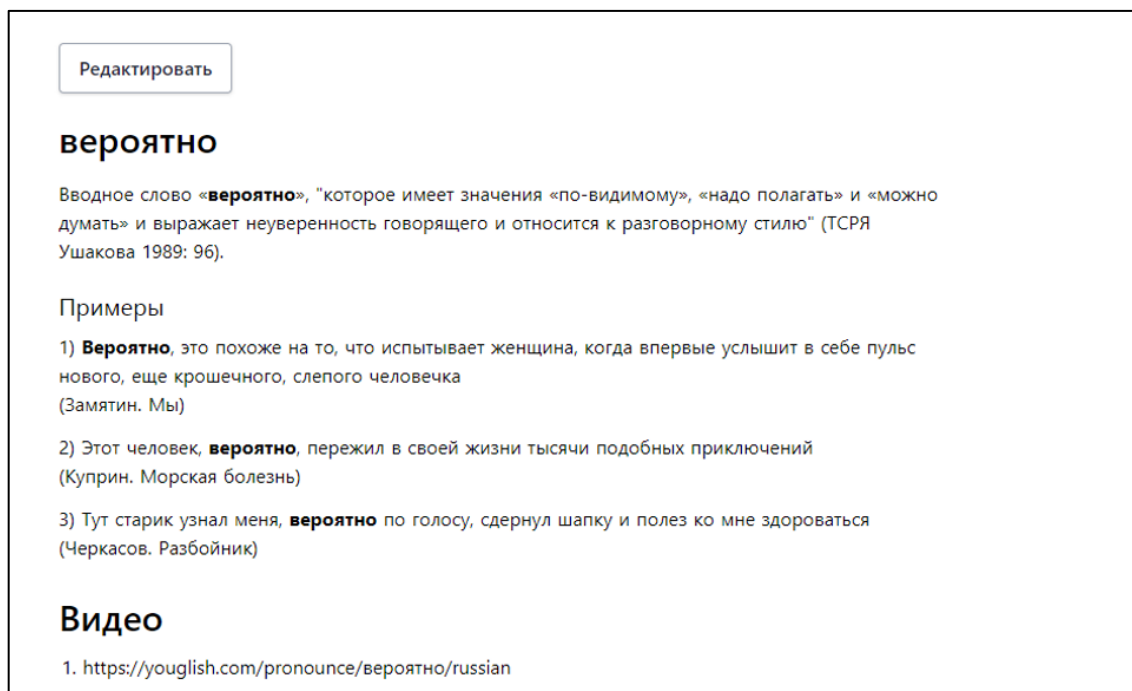 Редактировать
вероятно
Вводное слово «вероятно», "которое имеет значения «по-видимому», «надо полагать» и «можно
думать» и выражает неуверенность говорящего и относится к разговорному стилю" (ТСРЯ
Ушакова 1989: 96).
Примеры
1) Вероятно, это похоже на то, что испытывает женщина, когда впервые услышит в себе пульс
нового, еще крошечного, слепого человечка
(Замятин. Мы)
2) Этот человек, вероятно, пережил в своей жизни тысячи подобных приключений
(Куприн. Морская болезнь)
3) Тут старик узнал меня, вероятно по голосу, сдернул шапку и полез ко мне здороваться
(Черкасов. Разбойник)
Видео
1. https://youglish.com/pronounce/вероятно/russian